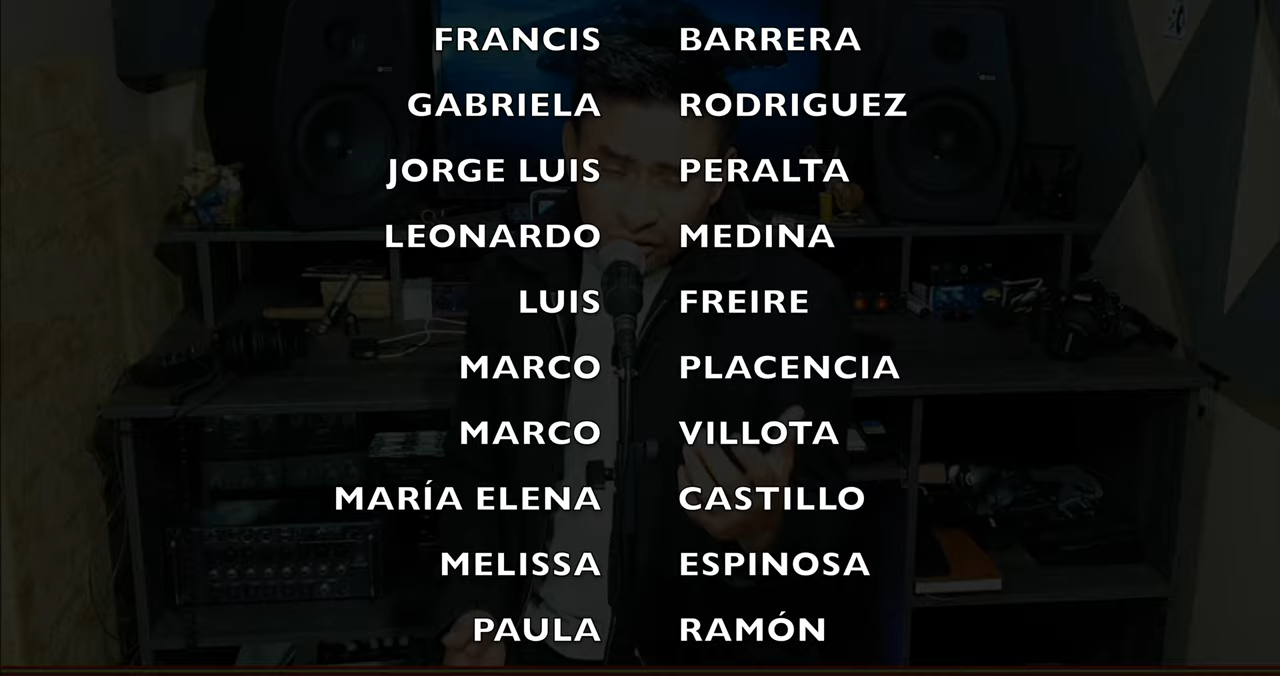 FRANCIS BARRERA
GABRIELA RODRIGUEZ
JORGE LUIS PERALTA
LEONARDO MEDINA
LUIS FREIRE
MARCO PLACENCIA
MARCO VILLOTA
MARÍA ELENA CASTILLO
MELISSA ESPINOSA
PAULA RAMÓN